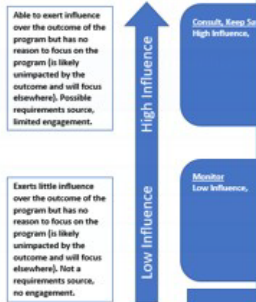 Able to exert influence
over the outcome of the
program but has no
reason to focus on the
program (is likely
unimpacted by the
outcome and will focus
elsewhere). Possible
requirements source,
limited engagement.
High Influence
Consult, Keep Sa
High Influence,
Exerts little influence
over the outcome of the
program but has no
reason to focus on the
program (is likely
unimpacted by the
outcome and will focus
elsewhere). Not a
requirements source,
no engagement.
Low Influence
Monitor
Low Influence,